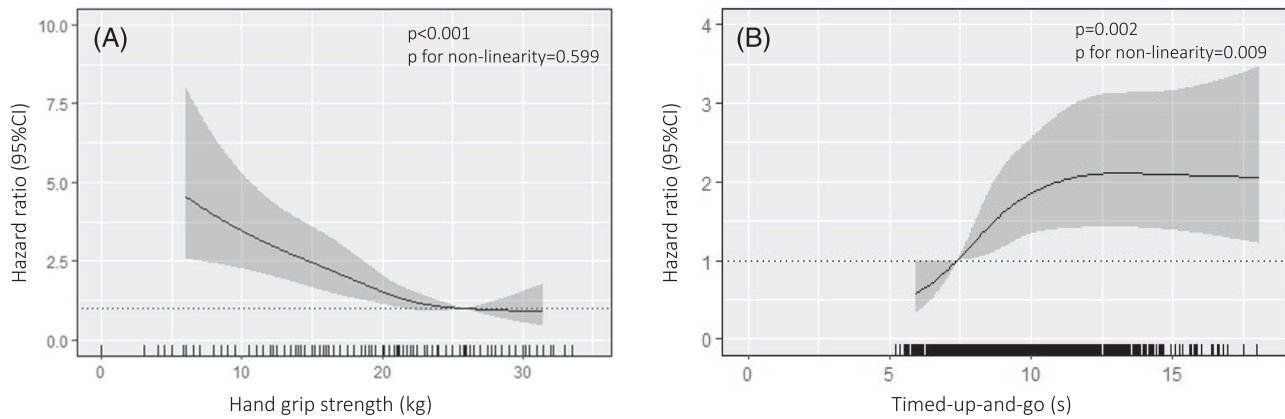 (A)
p<0.001
p for non-linearity=0.599
Hazard ratio (95%CI)
10.0
7.5
5.0
2.5
0.0
0 10 20 30
Hand grip strength (kg)
(B)
p=0.002
p for non-linearity=0.009
Hazard ratio (95%CI)
4
3
2
1
0
0 5 10 15
Timed-up-and-go (s)